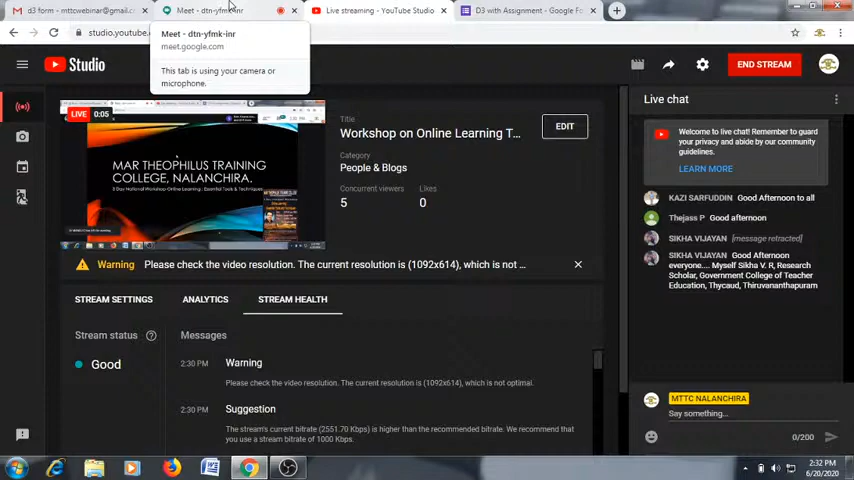 d3 form - mttcwebinar@gmail.c
Meet - dtn-yfmk-inr
Live streaming - YouTube Studio
D3 with Assignment - Google Fo
studio.youtube.
Meet - dtn-yfmk-inr
meet.google.com
This tab is using your camera or
microphone.
Studio
END STREAM
LIVE 0:05
MAR THEOPHILUS TRAINING
COLLEGE, NALANCHIRA.
3 Day National Workshop Online Learning : Essential Tools & Techniques
Title
Workshop on Online Learning T...
EDIT
Category
People & Blogs
Concurrent viewers
Likes
5
0
Warning Please check the video resolution. The current resolution is (1092x614), which is not ...
STREAM SETTINGS
ANALYTICS
STREAM HEALTH
Stream status
Good
Messages
2:30 PM Warning
Please check the video resolution. The current resolution is (1092x614), which is not optimal.
2:30 PM Suggestion
The stream's current bitrate (2551.70 Kbps) is higher than the recommended bitrate. We recommend that
you use a stream bitrate of 1000 Kbps.
Live chat
Welcome to live chat! Remember to guard
your privacy and abide by our community
guidelines.
LEARN MORE
KAZI SARFUDDIN Good Afternoon to all
Thejass P Good afternoon
SIKHA VIJAYAN [message retracted]
SIKHA VIJAYAN Good Afternoon
everyone.... Myself Sikha V. R, Research
Scholar, Government College of Teacher
Education, Thycaud, Thiruvananthapuram
MTTC NALANCHIRA
Say something...
0/200
2:32 PM
6/20/2020